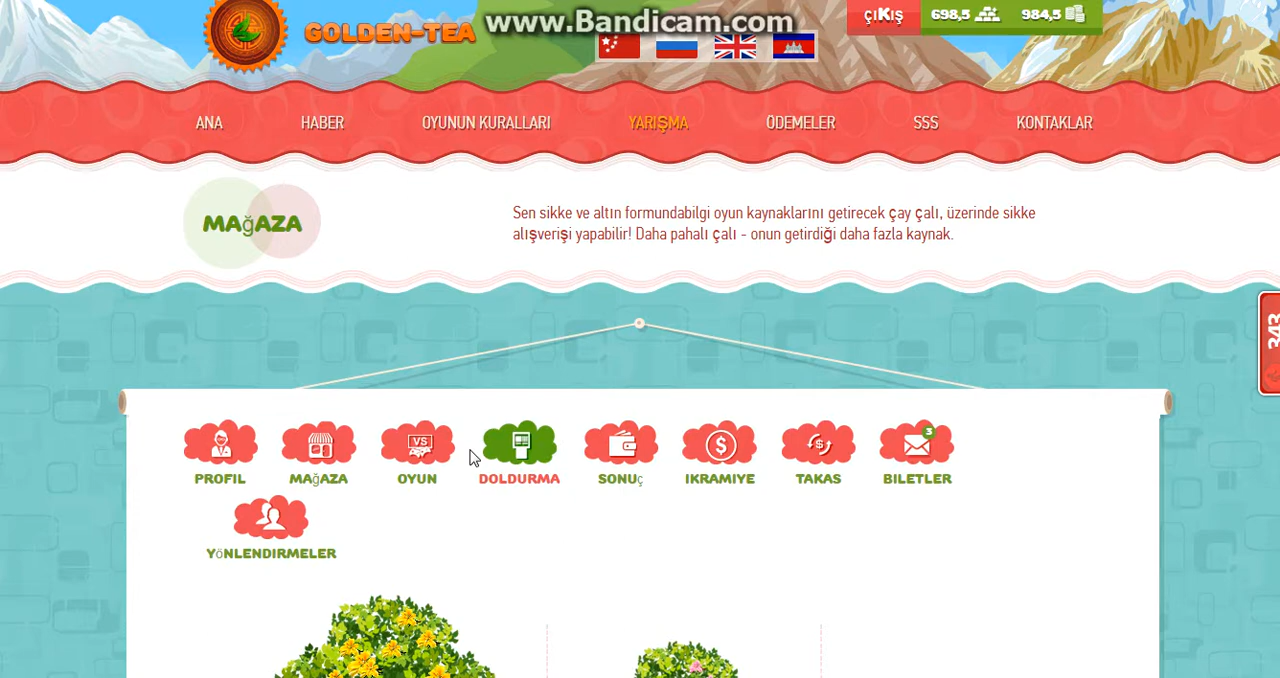 www.Bandicam.com
GOLDEN-TEA
ÇIKIŞ 698,5 984,5
ANA HABER OYUNUN KURALLARI YARIŞMA ÖDEMELER SSS KONTAKLAR
MAğAZA
Sen sikke ve altın formundabilgi oyun kaynaklarını getirecek çay çalı, üzerinde sikke
alışverişi yapabilir! Daha pahalı çalı - onun getirdiği daha fazla kaynak.
343
VS
3
PROFIL MAğAZA OYUN DOLDURMA SONUç IKRAMIYE TAKAS BILETLER
YöNLENDIRMELER